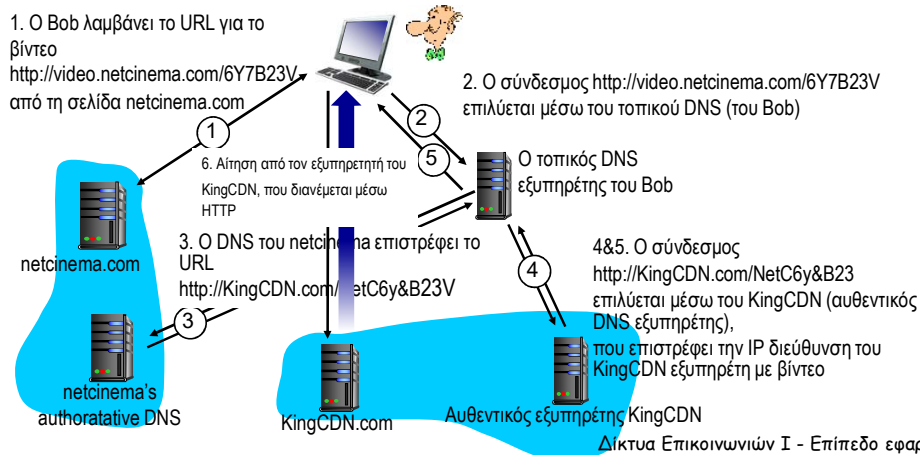 1. Ο Bob λαμβάνει το URL για το
βίντεο
http://video.netcinema.com/6Y7B23V
από τη σελίδα netcinema.com
2. Ο σύνδεσμος http://video.netcinema.com/6Y7B23V
επιλύεται μέσω του τοπικού DNS (του Bob)
1
2
5
6. Αίτηση από τον εξυπρετητή του
KingCDN, που διανέμεται μέσω
HTTP
Ο τοπικός DNS
εξυπηρέτης του Bob
netcinema.com
3. Ο DNS του netcinema επιστρέφει το
URL
http://KingCDN.com/NetC6y&B23V
3
4
4&5. Ο σύνδεσμος
http://KingCDN.com/NetC6y&B23
επιλύεται μέσω του KingCDN (αυθεντικός
DNS εξυπηρέτης),
που επιστρέφει την IP διεύθυνση του
KingCDN εξυπηρέτη με βίντεο
netcinema's
authoratative DNS
KingCDN.com
Αυθεντικός εξυπηρέτης KingCDN
Δίκτυα Επικοινωνιών Ι - Επίπεδο εφαρ